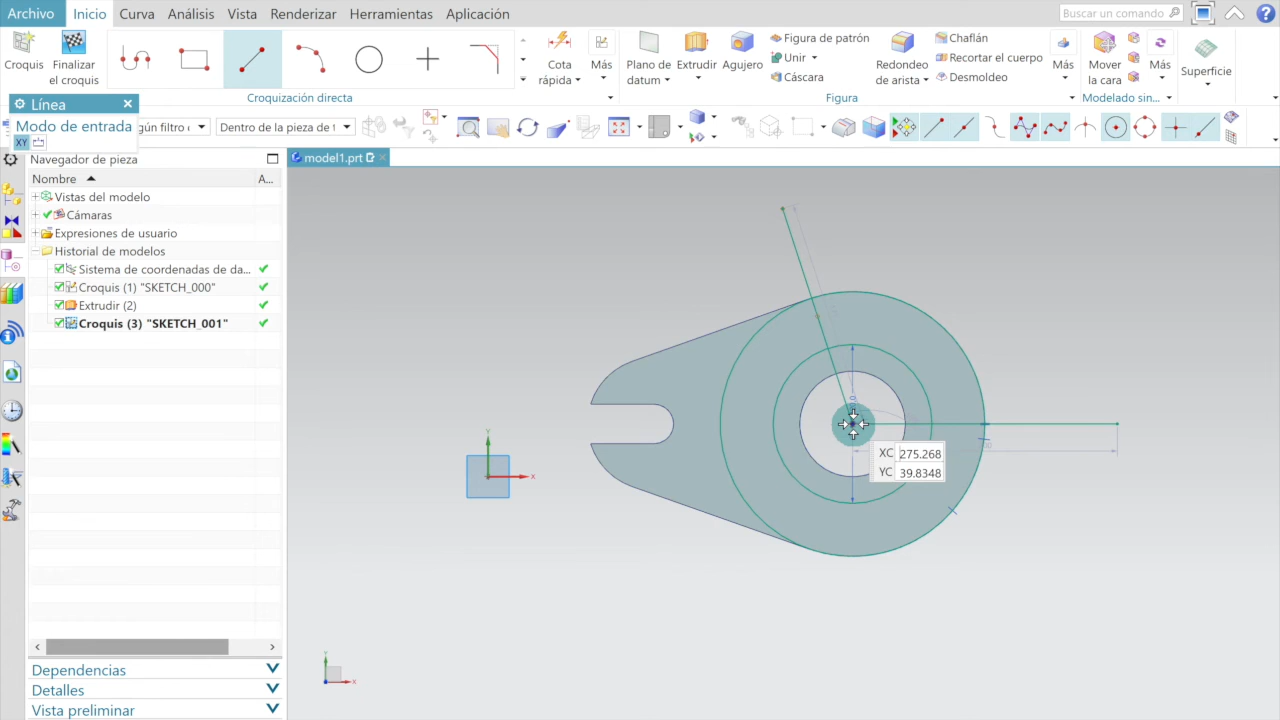 Archivo Inicio Curva Análisis Vista Renderizar Herramientas Aplicación Buscar un comando
Croquis
Finalizar
el croquis
Cota
rápida
Más
Plano de
datum
Extrudir
Agujero
Figura de patrón
Unir
Cáscara
Redondeo
de arista
Chaflán
Recortar el cuerpo
Desmoldeo
Más
Mover
la cara
Más
Superficie
Croquización directa
Figura
Modelado sin...
Línea
Modo de entrada
XY
gún filtro
Dentro de la pieza de t
Navegador de pieza
model1.prt
Nombre A...
Vistas del modelo
Cámaras
Expresiones de usuario
Historial de modelos
Sistema de coordenadas de da...
Croquis (1) "SKETCH_000"
Extrudir (2)
Croquis (3) "SKETCH_001"
XC 275.268
YC 39.8348
Y
X
Y
X
Dependencias
Detalles
Vista preliminar